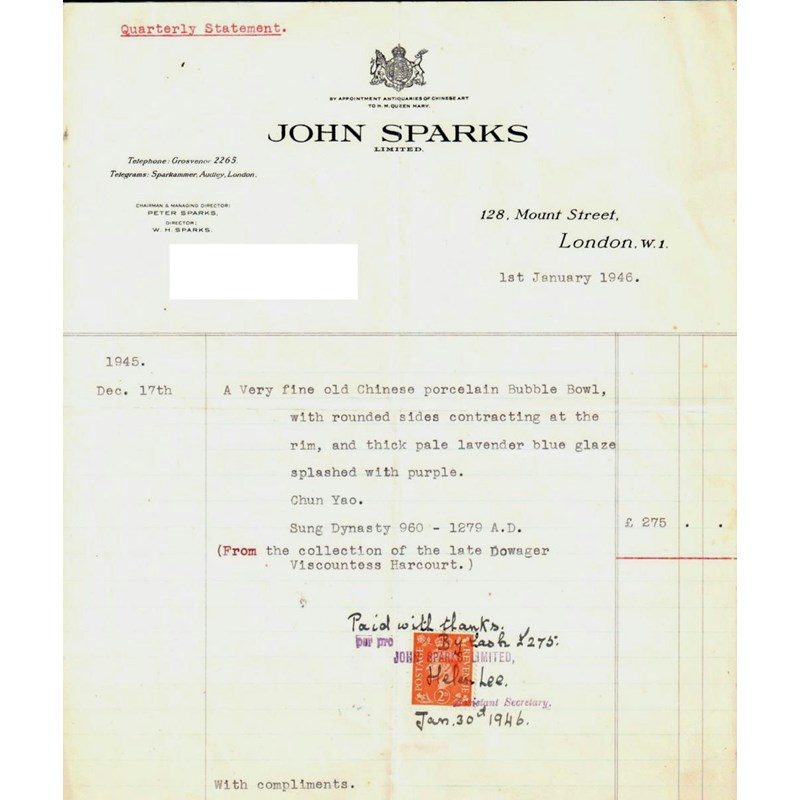 Quarterly Statement.
BY APPOINTMENT ANTIQUARIES OF CHINESE ART
TO H.M. QUEEN MARY.
JOHN SPARKS
LIMITED.
Telephone: Grosvenor 2265.
Telegrams: Sparkammer, Audley, London.
CHAIRMAN & MANAGING DIRECTOR:
PETER SPARKS.
DIRECTOR:
W. H. SPARKS.
128, Mount Street,
London, W.1.
1st January 1946.
1945.
Dec. 17th
A Very fine old Chinese porcelain Bubble Bowl,
with rounded sides contracting at the
rim, and thick pale lavender blue glaze
splashed with purple.
Chun Yao.
Sung Dynasty 960 - 1279 A.D.
£ 275 . .
(From the collection of the late Dowager
Viscountess Harcourt.)
Paid with thanks.
per pro By Cash £275.
JOHN SPARKS LIMITED,
POSTAGE REVENUE
Helen Lee.
2D
Assistant Secretary.
Jan. 30th 1946.
With compliments.